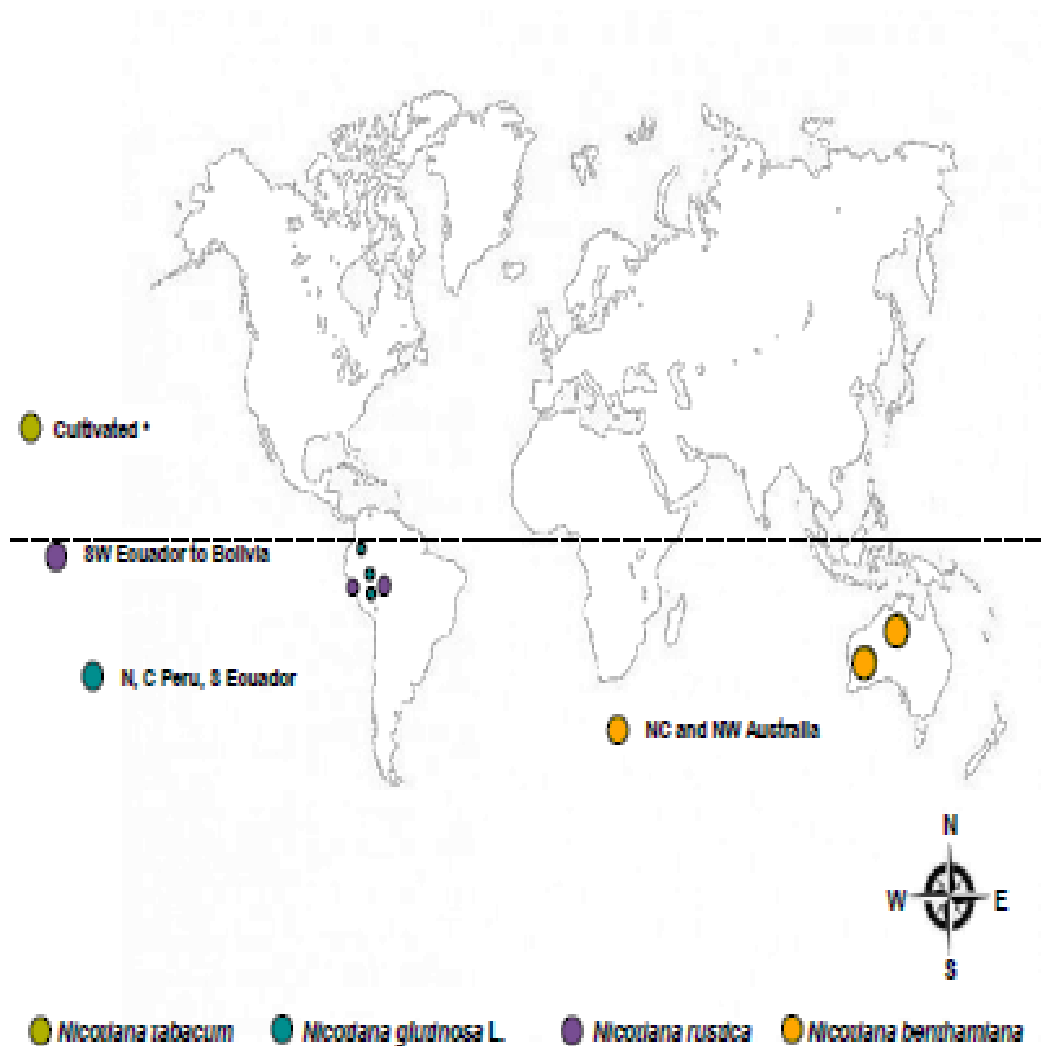 Cultivated *
SW Ecuador to Bolivia
N, C Peru, S Ecuador
NC and NW Australia
N
W E
S
Nicotiana tabacum Nicotiana glutinosa L. Nicotiana rustica Nicotiana benthamiana